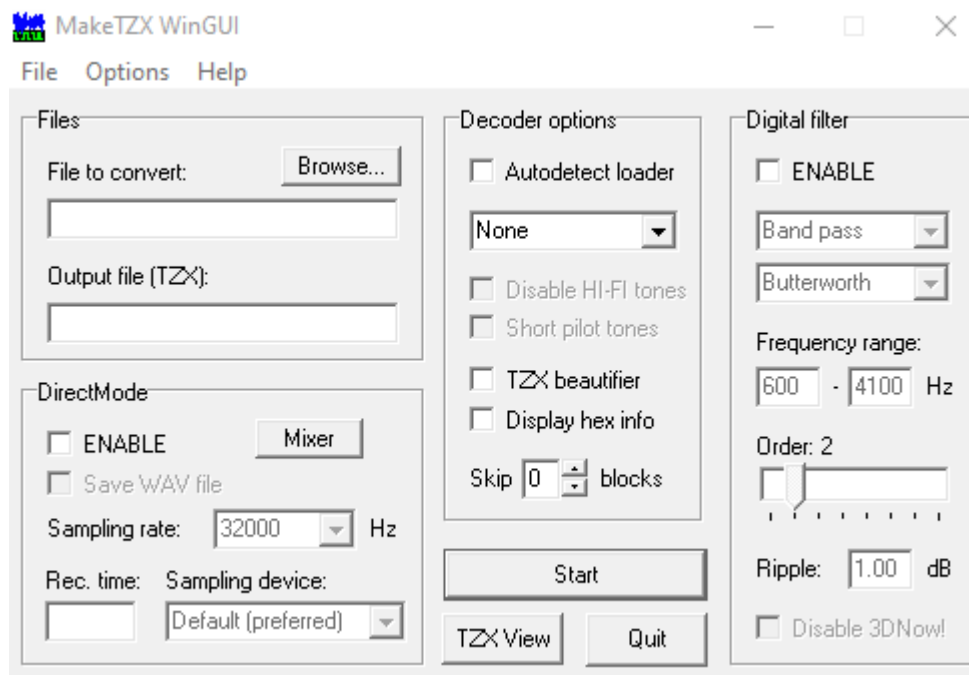 MakeTZX WinGUI
File Options Help
Files
File to convert: Browse...
Output file (TZX):
DirectMode
ENABLE Mixer
Save WAV file
Sampling rate: 32000 Hz
Rec. time: Sampling device:
Default (preferred)
Decoder options
Autodetect loader
None
Disable HI-FI tones
Short pilot tones
TZX beautifier
Display hex info
Skip 0 blocks
Start
TZX View Quit
Digital filter
ENABLE
Band pass
Butterworth
Frequency range:
600 - 4100 Hz
Order: 2
Ripple: 1.00 dB
Disable 3DNow!